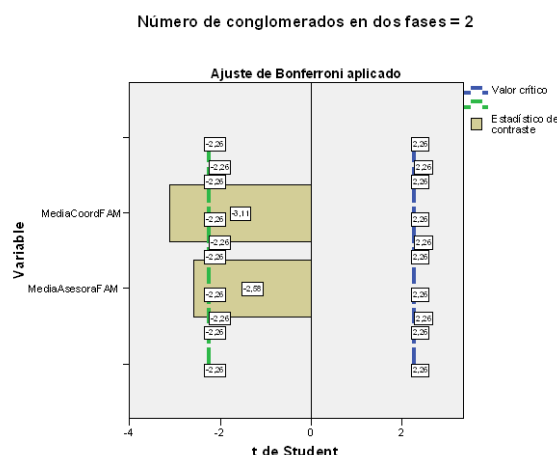 Número de conglomerados en dos fases = 2
Ajuste de Bonferroni aplicado
Valor crítico
Estadístico de
contraste
Variable
-2,26 2,26
-2,26 2,26
-2,26 2,26
MediaCoordFAM -2,26 -3,11 2,26
-2,26 2,26
-2,26 2,26
MediaAsesoraFAM -2,26 -2,58 2,26
-2,26 2,26
-2,26 2,26
-2,26 2,26
-4 -2 0 2
t de Student